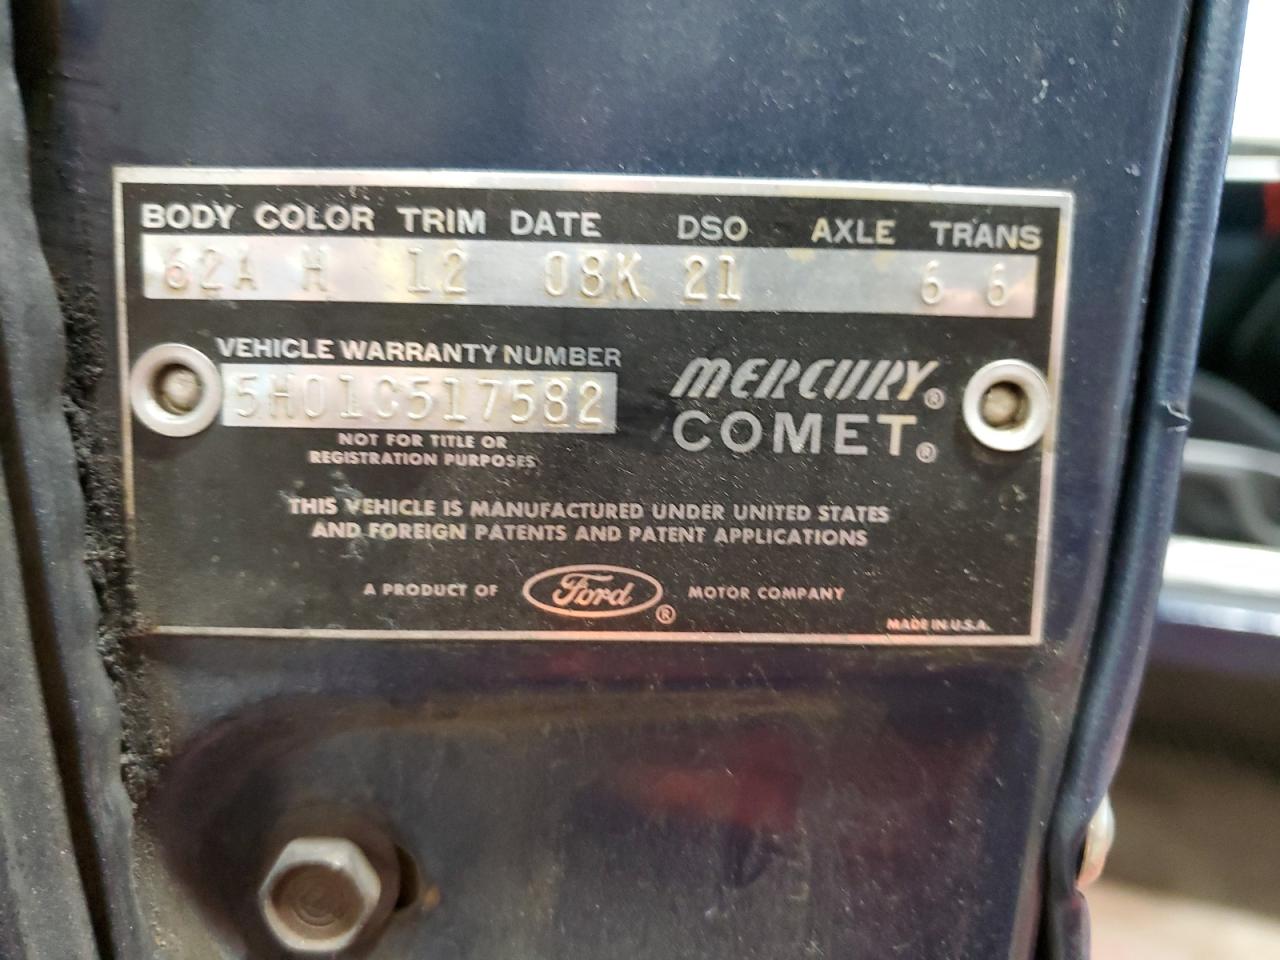 BODY COLOR TRIM DATE DSO AXLE TRANS
62A H 12 08K 21 6 6
VEHICLE WARRANTY NUMBER
5H01C517582
NOT FOR TITLE OR
REGISTRATION PURPOSES
MERCURY®
COMET®
THIS VEHICLE IS MANUFACTURED UNDER UNITED STATES
AND FOREIGN PATENTS AND PATENT APPLICATIONS
A PRODUCT OF Ford® MOTOR COMPANY
MADE IN U.S.A.